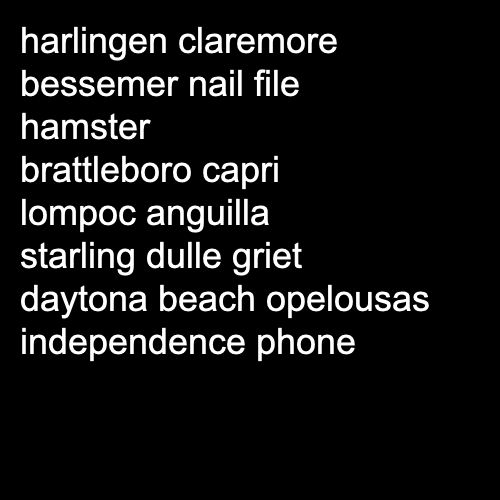 harlingen claremore
bessemer nail file
hamster
brattleboro capri
lompoc anguilla
starling dulle griet
daytona beach opelousas
independence phone